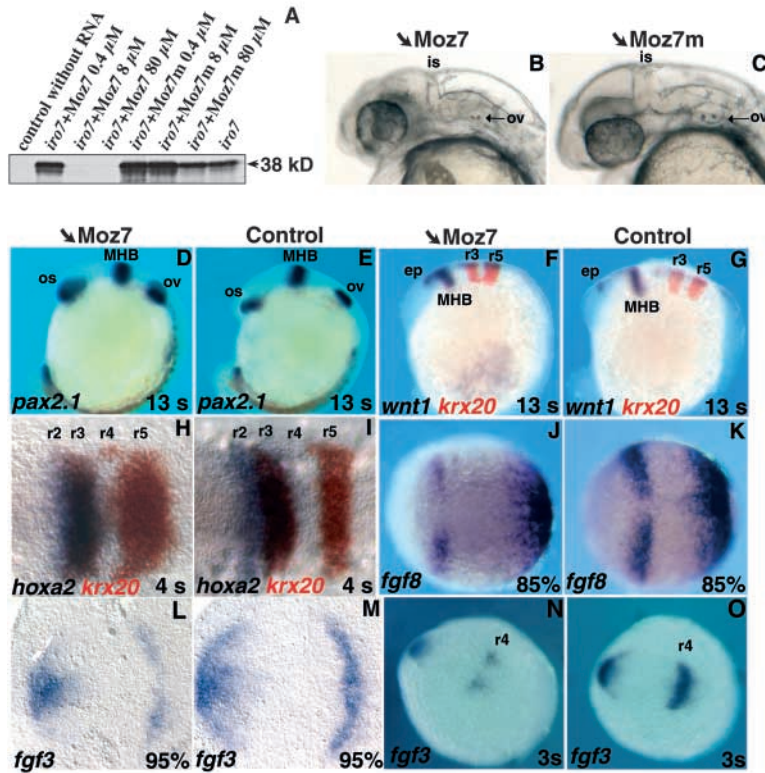 A
control without RNA
iro7+Moz7 0.4 µM
iro7+Moz7 8 µM
iro7+Moz7 80 µM
iro7+Moz7m 0.4 µM
iro7+Moz7m 8 µM
iro7+Moz7m 80 µM
iro7
38 kD
Moz7
is
B
ov
Moz7m
is
C
ov
Moz7
Control
Moz7
Control
MHB
D
os
ov
pax2.1
13 s
MHB
E
os
ov
pax2.1
13 s
r3
r5
F
ep
MHB
wnt1 krx20
13 s
r3
r5
G
ep
MHB
wnt1 krx20
13 s
H
r2 r3 r4 r5
hoxa2 krx20
4 s
I
r2 r3 r4 r5
hoxa2 krx20
4 s
J
fgf8
85%
K
fgf8
85%
L
fgf3
95%
M
fgf3
95%
N
r4
fgf3
3s
O
r4
fgf3
3s